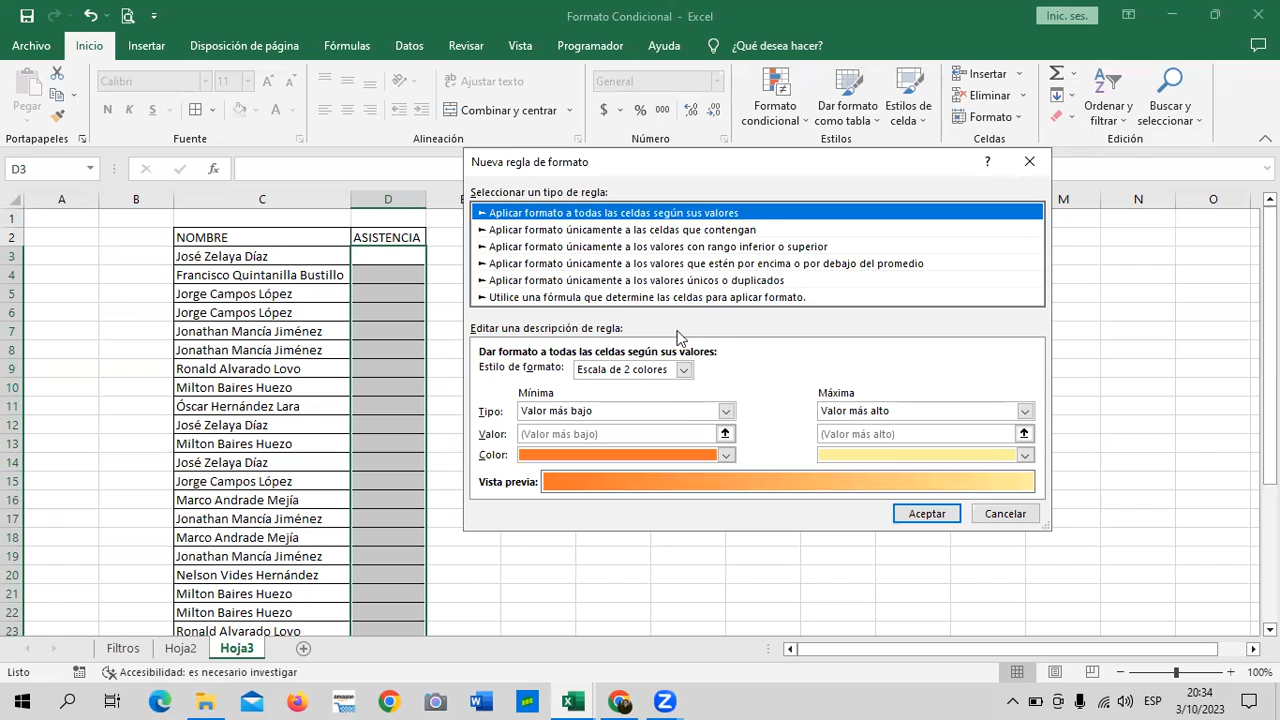 Formato Condicional - Excel
Inic. ses.
Archivo Inicio Insertar Disposición de página Fórmulas Datos Revisar Vista Programador Ayuda ¿Qué desea hacer?
Pegar
Calibri 11
N K S
Ajustar texto
Combinar y centrar
General
$ % 000
Formato condicional
Dar formato como tabla
Estilos de celda
Insertar
Eliminar
Formato
Ordenar y filtrar
Buscar y seleccionar
Portapapeles Fuente Alineación Número Estilos Celdas Edición
D3
fx
Nueva regla de formato
Seleccionar un tipo de regla:
► Aplicar formato a todas las celdas según sus valores
► Aplicar formato únicamente a las celdas que contengan
► Aplicar formato únicamente a los valores con rango inferior o superior
► Aplicar formato únicamente a los valores que estén por encima o por debajo del promedio
► Aplicar formato únicamente a los valores únicos o duplicados
► Utilice una fórmula que determine las celdas para aplicar formato.
Editar una descripción de regla:
Dar formato a todas las celdas según sus valores:
Estilo de formato: Escala de 2 colores
Mínima Máxima
Tipo: Valor más bajo Valor más alto
Valor: (Valor más bajo) (Valor más alto)
Color:
Vista previa:
Aceptar Cancelar
A B C D M N O
1
2 NOMBRE ASISTENCIA
3 José Zelaya Díaz
4 Francisco Quintanilla Bustillo
5 Jorge Campos López
6 Jorge Campos López
7 Jonathan Mancía Jiménez
8 Jonathan Mancía Jiménez
9 Ronald Alvarado Lovo
10 Milton Baires Huezo
11 Óscar Hernández Lara
12 José Zelaya Díaz
13 Milton Baires Huezo
14 José Zelaya Díaz
15 Jorge Campos López
16 Marco Andrade Mejía
17 Jonathan Mancía Jiménez
18 Marco Andrade Mejía
19 Jonathan Mancía Jiménez
20 Nelson Vides Hernández
21 Milton Baires Huezo
22 Milton Baires Huezo
23 Ronald Alvarado Lovo
Filtros Hoja2 Hoja3
Listo Accesibilidad: es necesario investigar 100%
ESP
20:34
3/10/2023